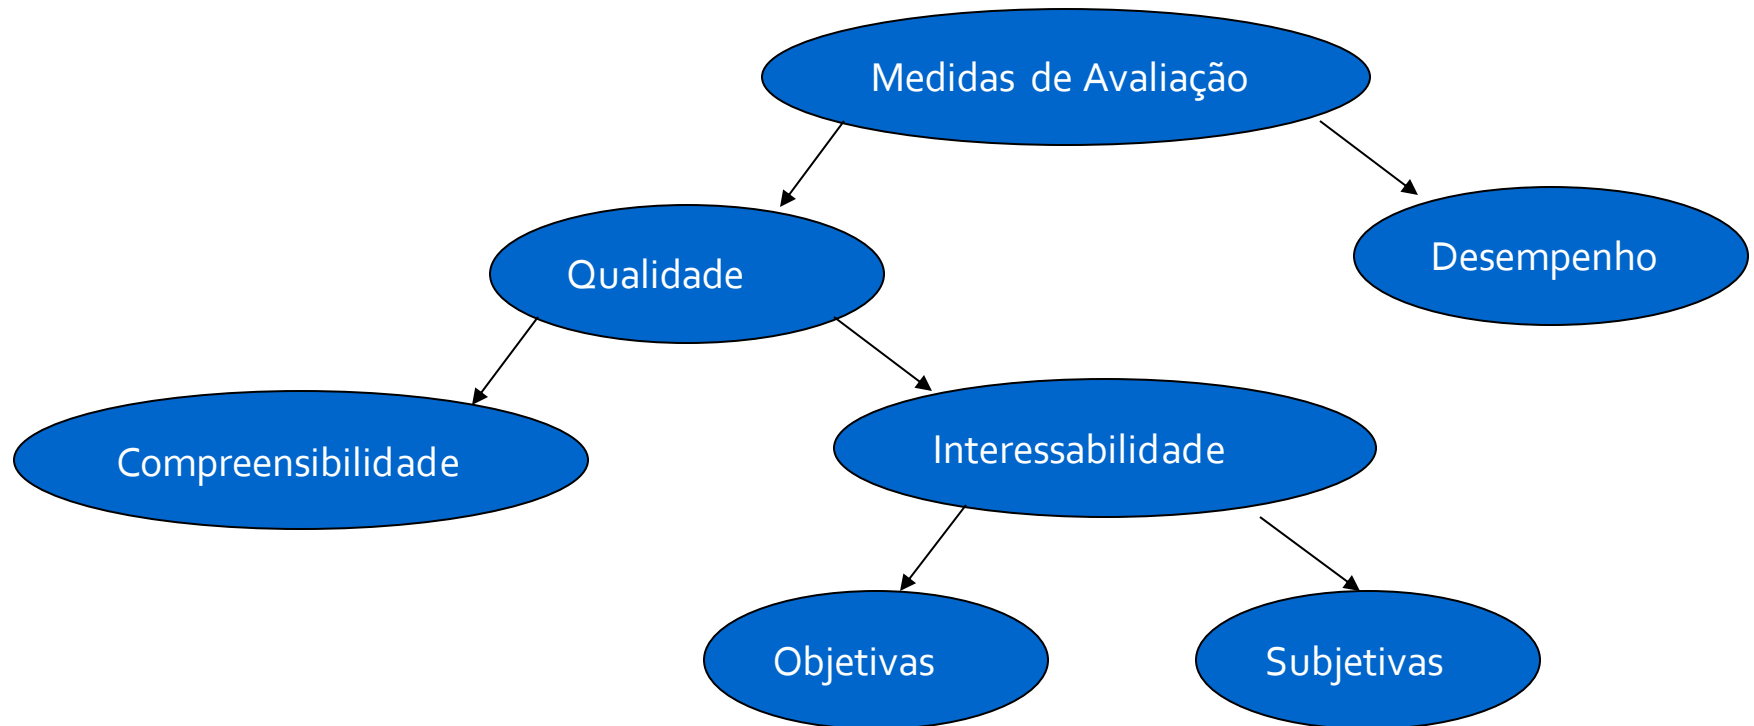 Medidas de Avaliação
Qualidade
Desempenho
Compreensibilidade
Interessabilidade
Objetivas
Subjetivas